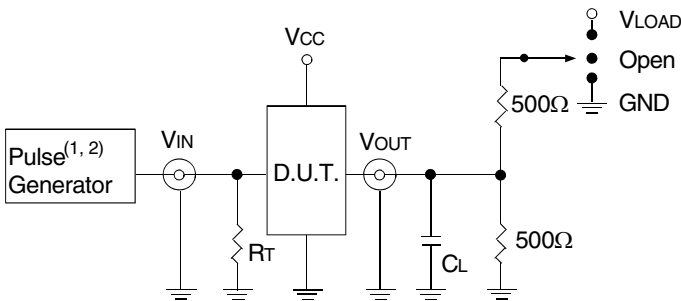 VLOAD
VCC
Open
500Ω
GND
Pulse(1, 2)
Generator
VIN
D.U.T.
VOUT
RT
CL
500Ω